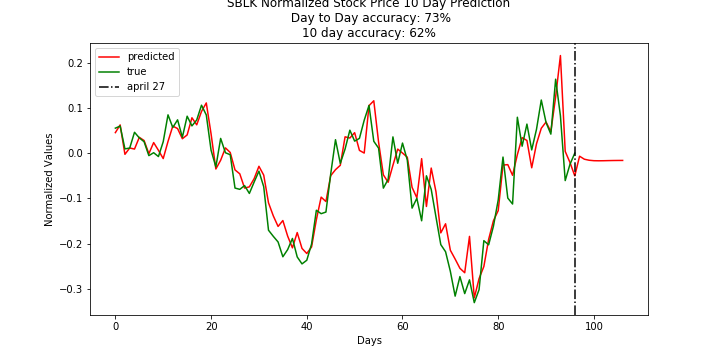 SBLK Normalized Stock Price 10 Day Prediction
Day to Day accuracy: 73%
10 day accuracy: 62%
predicted
true
april 27
Normalized Values
0.2
0.1
0.0
−0.1
−0.2
−0.3
0
20
40
60
80
100
Days